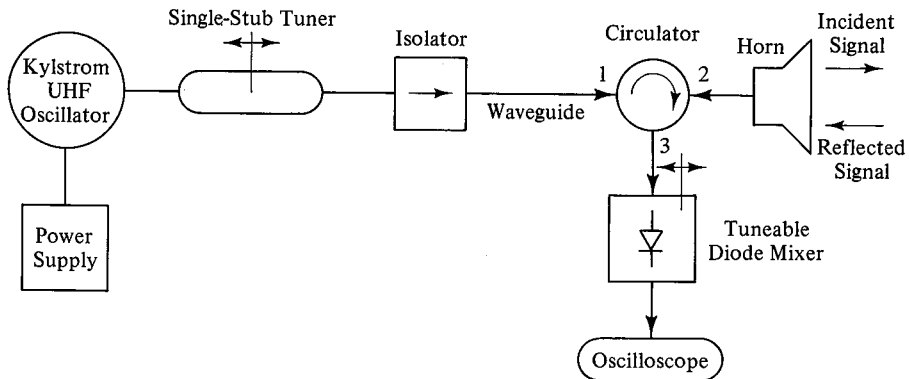 Single-Stub Tuner
Kylstrom
UHF
Oscillator
Isolator
Circulator
Horn
Incident
Signal
1
2
Waveguide
3
Reflected
Signal
Power
Supply
Tuneable
Diode Mixer
Oscilloscope